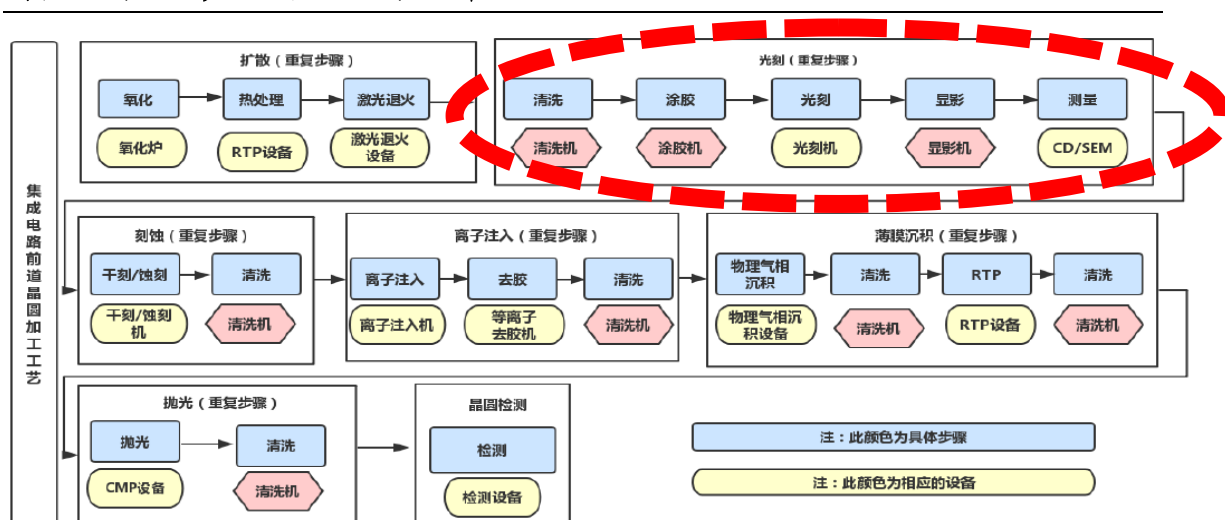 集成电路前道晶圆加工工艺
扩散（重复步骤）
氧化
热处理
激光退火
氧化炉
RTP设备
激光退火
设备
光刻（重复步骤）
清洗
涂胶
光刻
显影
测量
清洗机
涂胶机
光刻机
显影机
CD/SEM
刻蚀（重复步骤）
干刻/蚀刻
清洗
干刻/蚀刻
机
清洗机
离子注入（重复步骤）
离子注入
去胶
清洗
离子注入机
等离子
去胶机
清洗机
薄膜沉积（重复步骤）
物理气相
沉积
清洗
RTP
清洗
物理气相沉
积设备
清洗机
RTP设备
清洗机
抛光（重复步骤）
抛光
清洗
CMP设备
清洗机
晶圆检测
检测
检测设备
注：此颜色为具体步骤
注：此颜色为相应的设备